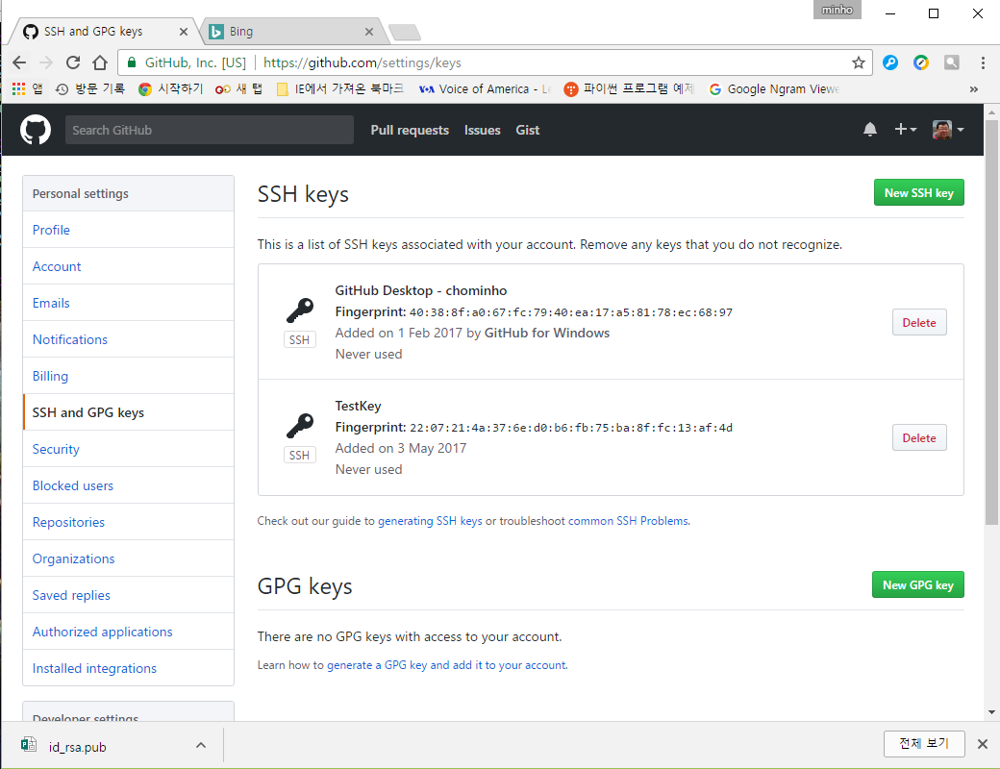 minho
SSH and GPG keys
Bing
GitHub, Inc. [US]
https://github.com/settings/keys
앱
방문 기록
시작하기
새 탭
IE에서 가져온 북마크
Voice of America - L
파이썬 프로그램 예제
Google Ngram Viewe
Search GitHub
Pull requests
Issues
Gist
Personal settings
Profile
Account
Emails
Notifications
Billing
SSH and GPG keys
Security
Blocked users
Repositories
Organizations
Saved replies
Authorized applications
Installed integrations
Developer settings
SSH keys
New SSH key
This is a list of SSH keys associated with your account. Remove any keys that you do not recognize.
SSH
GitHub Desktop - chominho
Fingerprint: 40:38:8f:a0:67:fc:79:40:ea:17:a5:81:78:ec:68:97
Added on 1 Feb 2017 by GitHub for Windows
Never used
Delete
SSH
TestKey
Fingerprint: 22:07:21:4a:37:6e:d0:b6:fb:75:ba:8f:fc:13:af:4d
Added on 3 May 2017
Never used
Delete
Check out our guide to generating SSH keys or troubleshoot common SSH Problems.
GPG keys
New GPG key
There are no GPG keys with access to your account.
Learn how to generate a GPG key and add it to your account.
id_rsa.pub
전체 보기